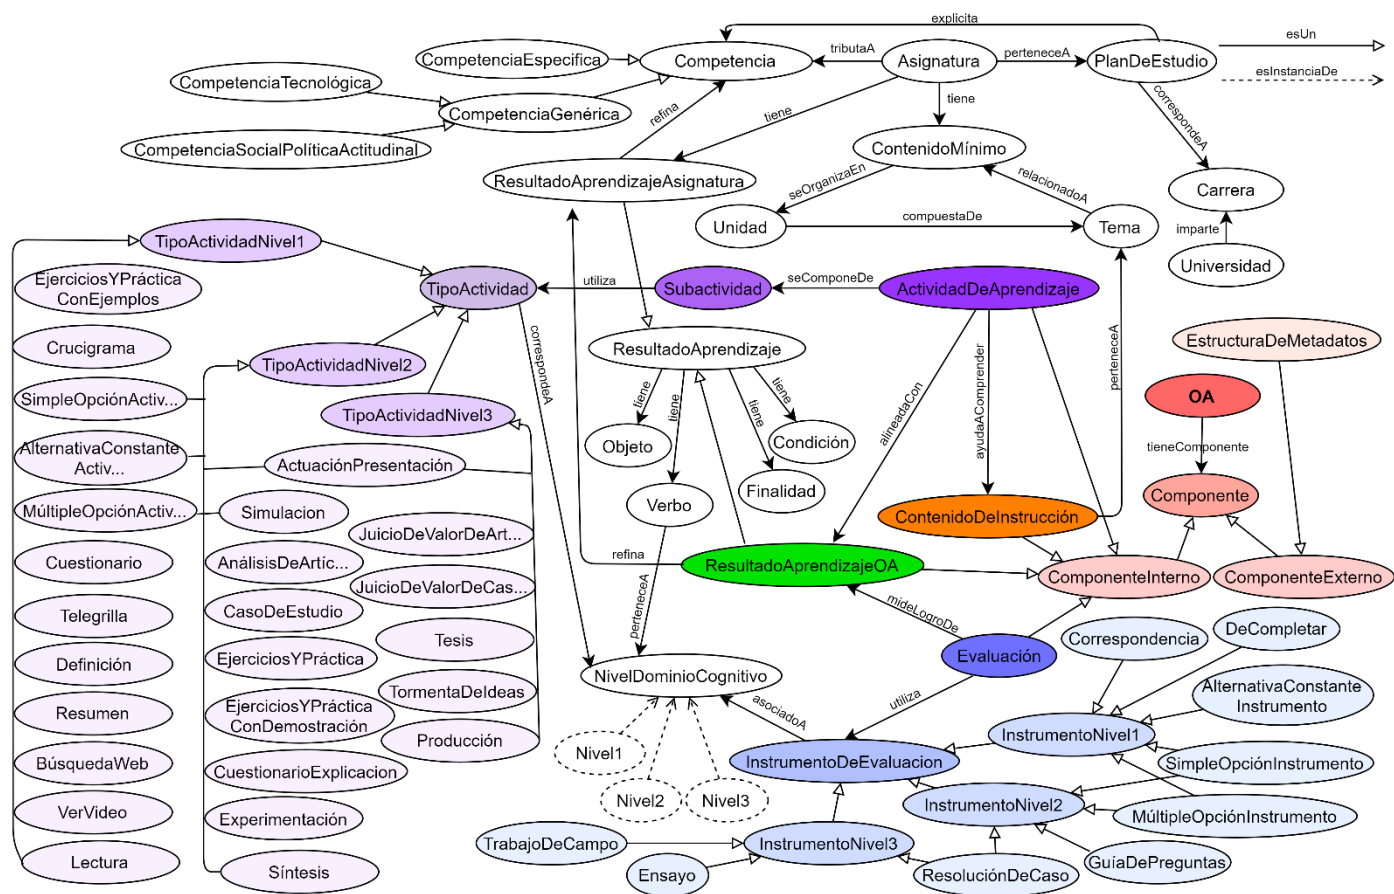 explicita
esUn
CompetenciaEspecifica
Competencia
tributaA
Asignatura
perteneceA
PlanDeEstudio
esInstanciaDe
CompetenciaTecnológica
CompetenciaGenérica
refina
tiene
tiene
correspondeA
CompetenciaSocialPolíticaActitudinal
ContenidoMínimo
ResultadoAprendizajeAsignatura
seOrganizaEn
relacionadoA
Carrera
Unidad
compuestaDe
Tema
imparte
TipoActividadNivel1
Universidad
EjerciciosYPráctica
ConEjemplos
TipoActividad
utiliza
Subactividad
seComponeDe
ActividadDeAprendizaje
perteneceA
Crucigrama
TipoActividadNivel2
correspondeA
ResultadoAprendizaje
EstructuraDeMetadatos
SimpleOpciónActiv...
TipoActividadNivel3
tiene
tiene
tiene
tiene
alineadaCon
ayudaAComprender
OA
AlternativaConstante
Activ...
ActuaciónPresentación
Objeto
Condición
tieneComponente
MúltipleOpciónActiv...
Simulacion
Verbo
Finalidad
ContenidoDeInstrucción
Componente
JuicioDeValorDeArt...
Cuestionario
AnálisisDeArtíc...
refina
ResultadoAprendizajeOA
ComponenteInterno
ComponenteExterno
JuicioDeValorDeCas...
Telegrilla
CasoDeEstudio
perteneceA
mideLogroDe
Correspondencia
DeCompletar
Tesis
Definición
EjerciciosYPráctica
Evaluación
NivelDominioCognitivo
TormentaDeIdeas
AlternativaConstante
Instrumento
Resumen
EjerciciosYPráctica
ConDemostración
asociadoA
utiliza
Producción
Nivel1
InstrumentoNivel1
BúsquedaWeb
CuestionarioExplicacion
InstrumentoDeEvaluacion
SimpleOpciónInstrumento
Nivel2
Nivel3
InstrumentoNivel2
VerVideo
Experimentación
MúltipleOpciónInstrumento
TrabajoDeCampo
InstrumentoNivel3
Lectura
Síntesis
Ensayo
ResoluciónDeCaso
GuíaDePreguntas